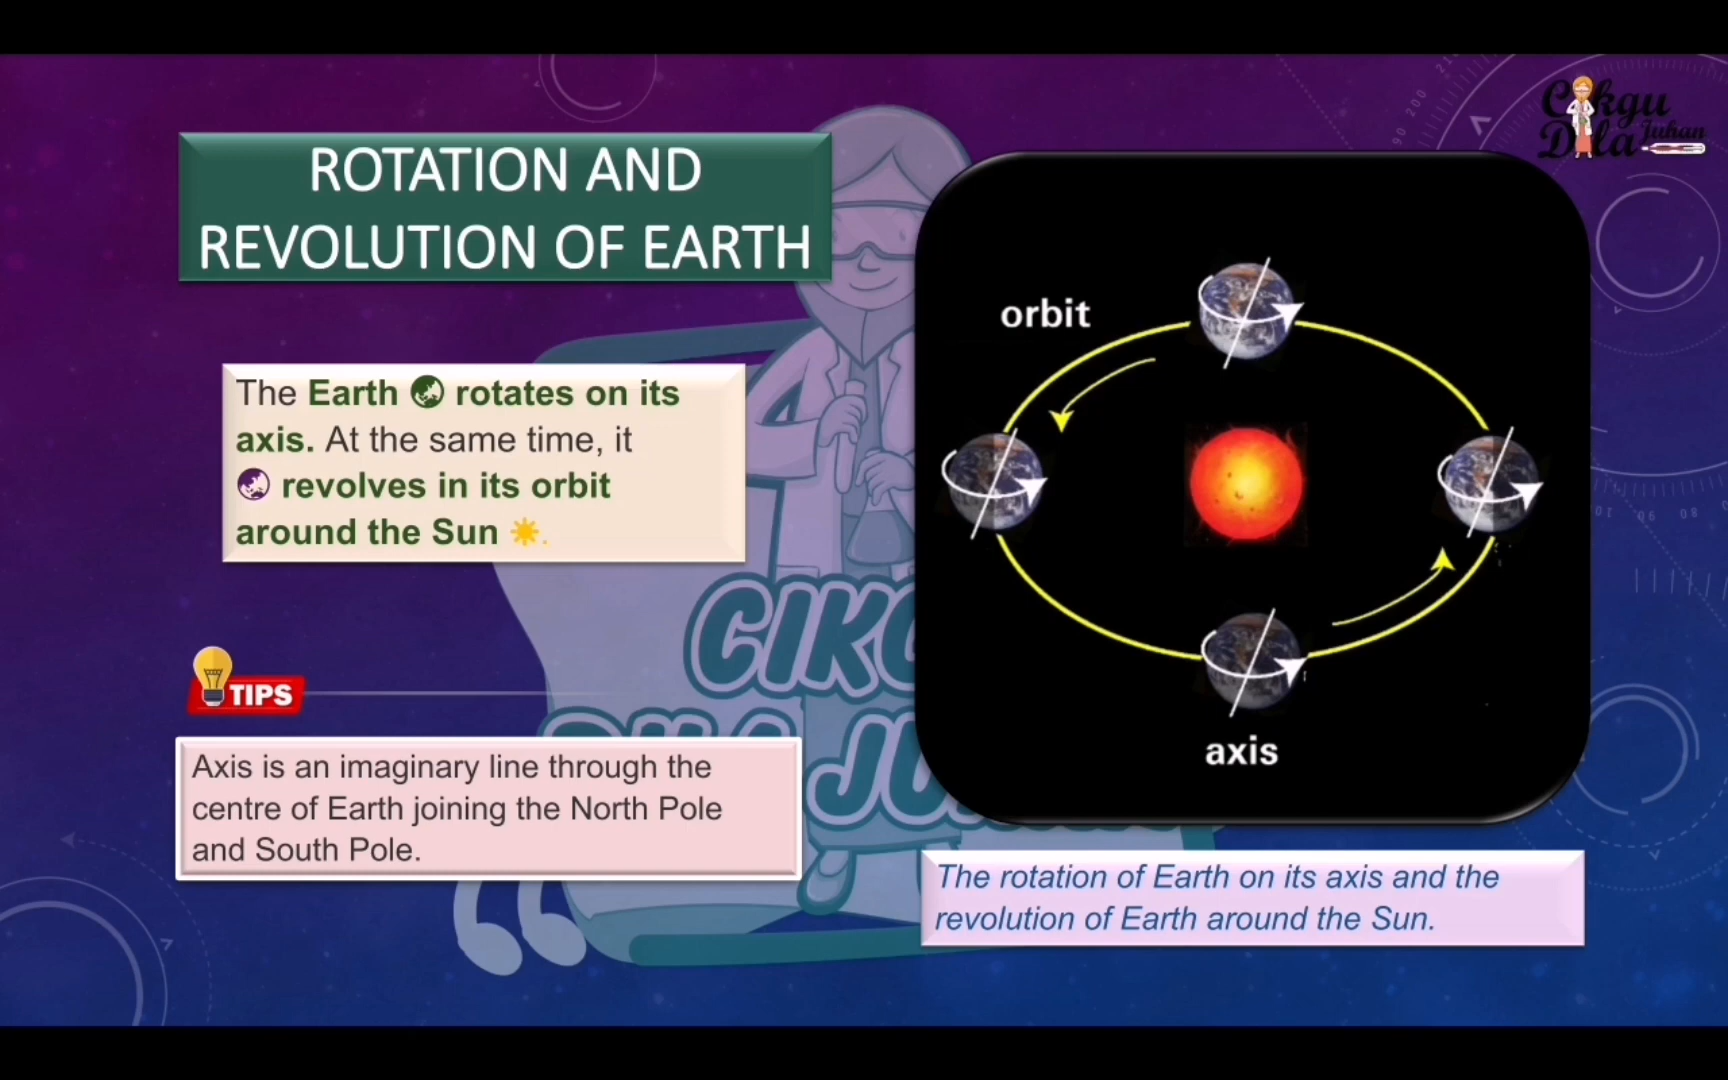 Cikgu
Dila Juhan
ROTATION AND
REVOLUTION OF EARTH
The Earth rotates on its
axis. At the same time, it
revolves in its orbit
around the Sun .
TIPS
Axis is an imaginary line through the
centre of Earth joining the North Pole
and South Pole.
orbit
axis
The rotation of Earth on its axis and the
revolution of Earth around the Sun.